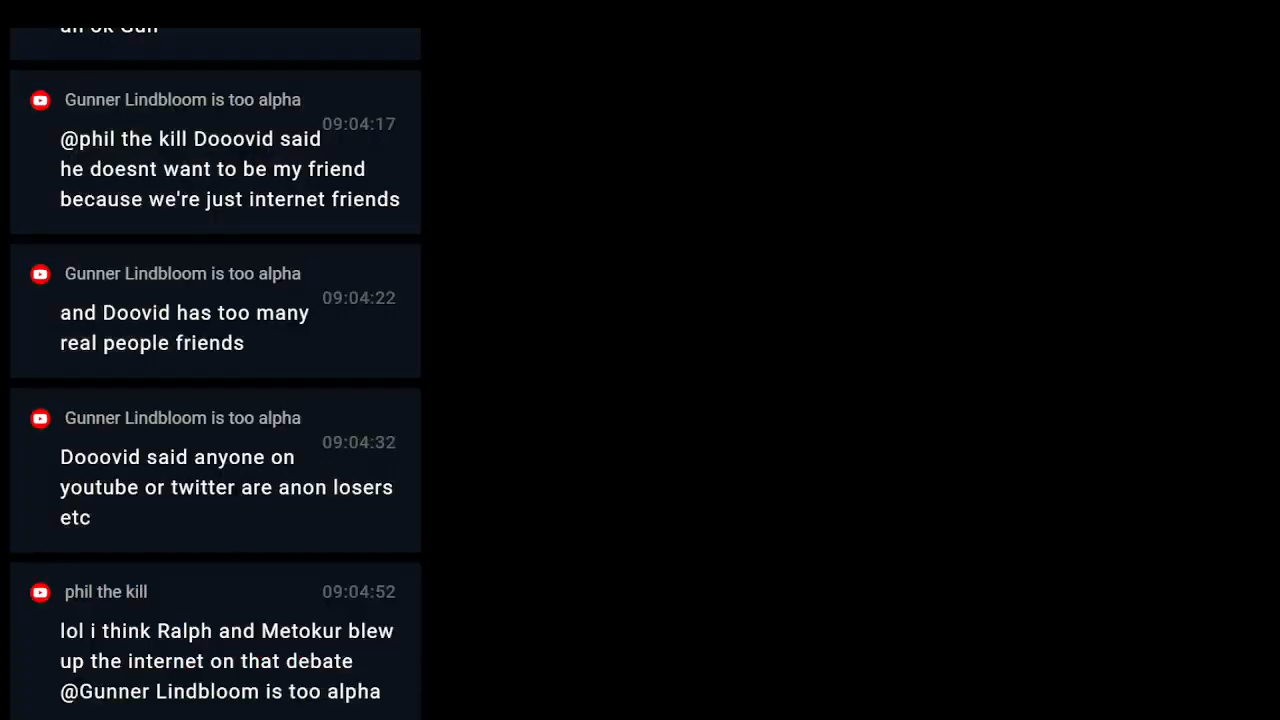 an ok Gun
Gunner Lindbloom is too alpha
09:04:17
@phil the kill Dooovid said
he doesnt want to be my friend
because we're just internet friends
Gunner Lindbloom is too alpha
09:04:22
and Doovid has too many
real people friends
Gunner Lindbloom is too alpha
09:04:32
Dooovid said anyone on
youtube or twitter are anon losers
etc
phil the kill 09:04:52
lol i think Ralph and Metokur blew
up the internet on that debate
@Gunner Lindbloom is too alpha